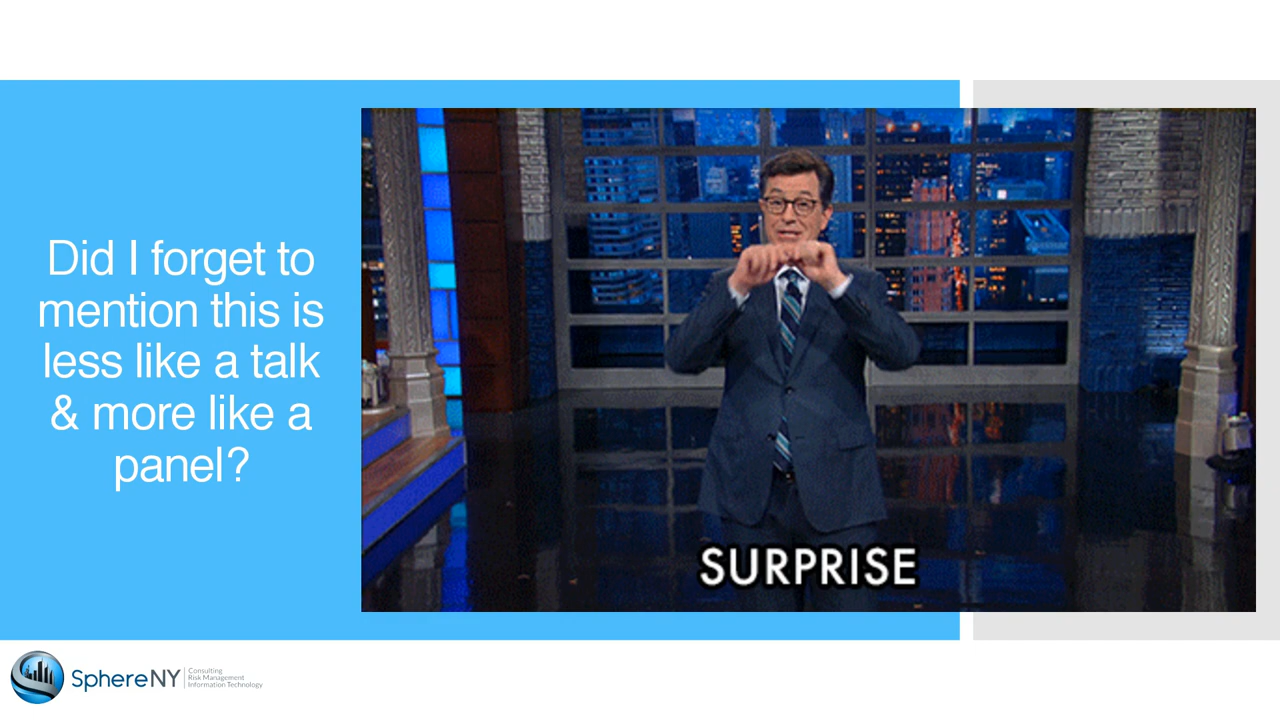 Did I forget to
mention this is
less like a talk
& more like a
panel?
SURPRISE
SphereNY
Consulting
Risk Management
Information Technology